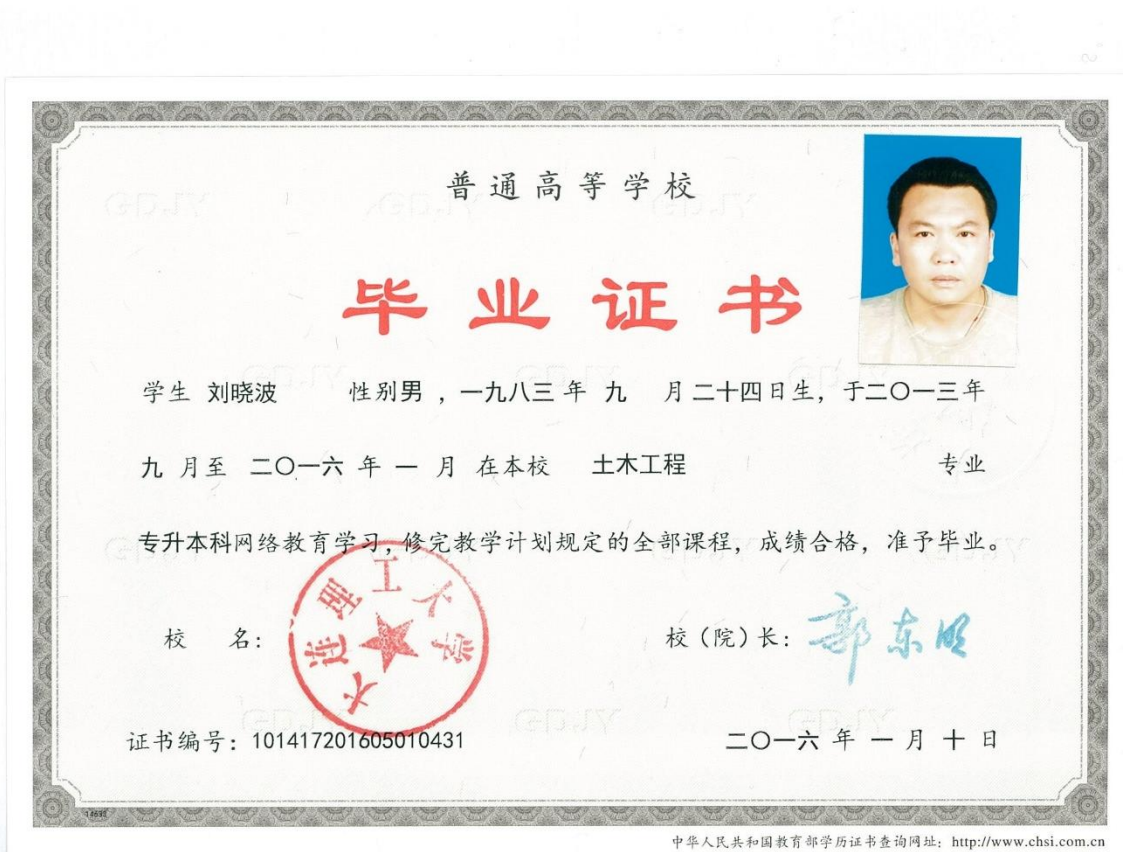 普通高等学校
毕业证书
学生 刘晓波 性别男，一九八三年 九 月二十四日生，于二〇一三年
九 月至 二〇一六 年 一 月 在本校 土木工程 专业
专升本科网络教育学习，修完教学计划规定的全部课程，成绩合格，准予毕业。
校 名：
大连理工大学
校（院）长：郭东明
证书编号：101417201605010431
二〇一六 年 一 月 十 日
中华人民共和国教育部学历证书查询网址：http://www.chsi.com.cn